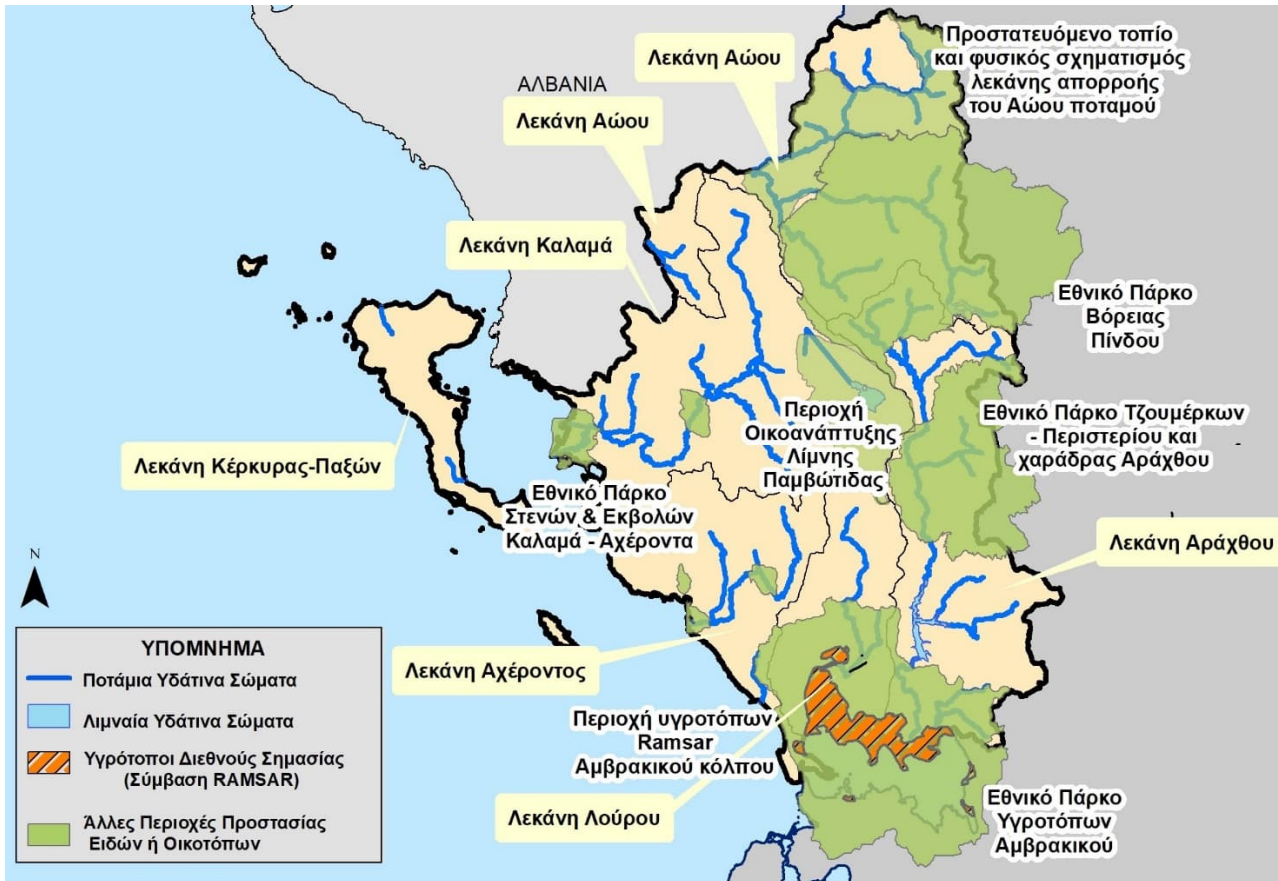 Προστατευόμενο τοπίο
και φυσικός σχηματισμός
λεκάνης απορροής
του Αώου ποταμού
Λεκάνη Αώου
ΑΛΒΑΝΙΑ
Λεκάνη Αώου
Λεκάνη Καλαμά
Εθνικό Πάρκο
Βόρειας
Πίνδου
Περιοχή
Οικοανάπτυξης
Λίμνης
Παμβώτιδας
Εθνικό Πάρκο Τζουμέρκων
- Περιστερίου και
χαράδρας Αράχθου
Λεκάνη Κέρκυρας-Παξών
Εθνικό Πάρκο
Στενών & Εκβολών
Καλαμά - Αχέροντα
Λεκάνη Αράχθου
N
Λεκάνη Αχέροντος
Περιοχή υγροτόπων
Ramsar
Αμβρακικού κόλπου
Λεκάνη Λούρου
Εθνικό Πάρκο
Υγροτόπων
Αμβρακικού
ΥΠΟΜΝΗΜΑ
Ποτάμια Υδάτινα Σώματα
Λιμναία Υδάτινα Σώματα
Υγρότοποι Διεθνούς Σημασίας
(Σύμβαση RAMSAR)
Άλλες Περιοχές Προστασίας
Ειδών ή Οικοτόπων